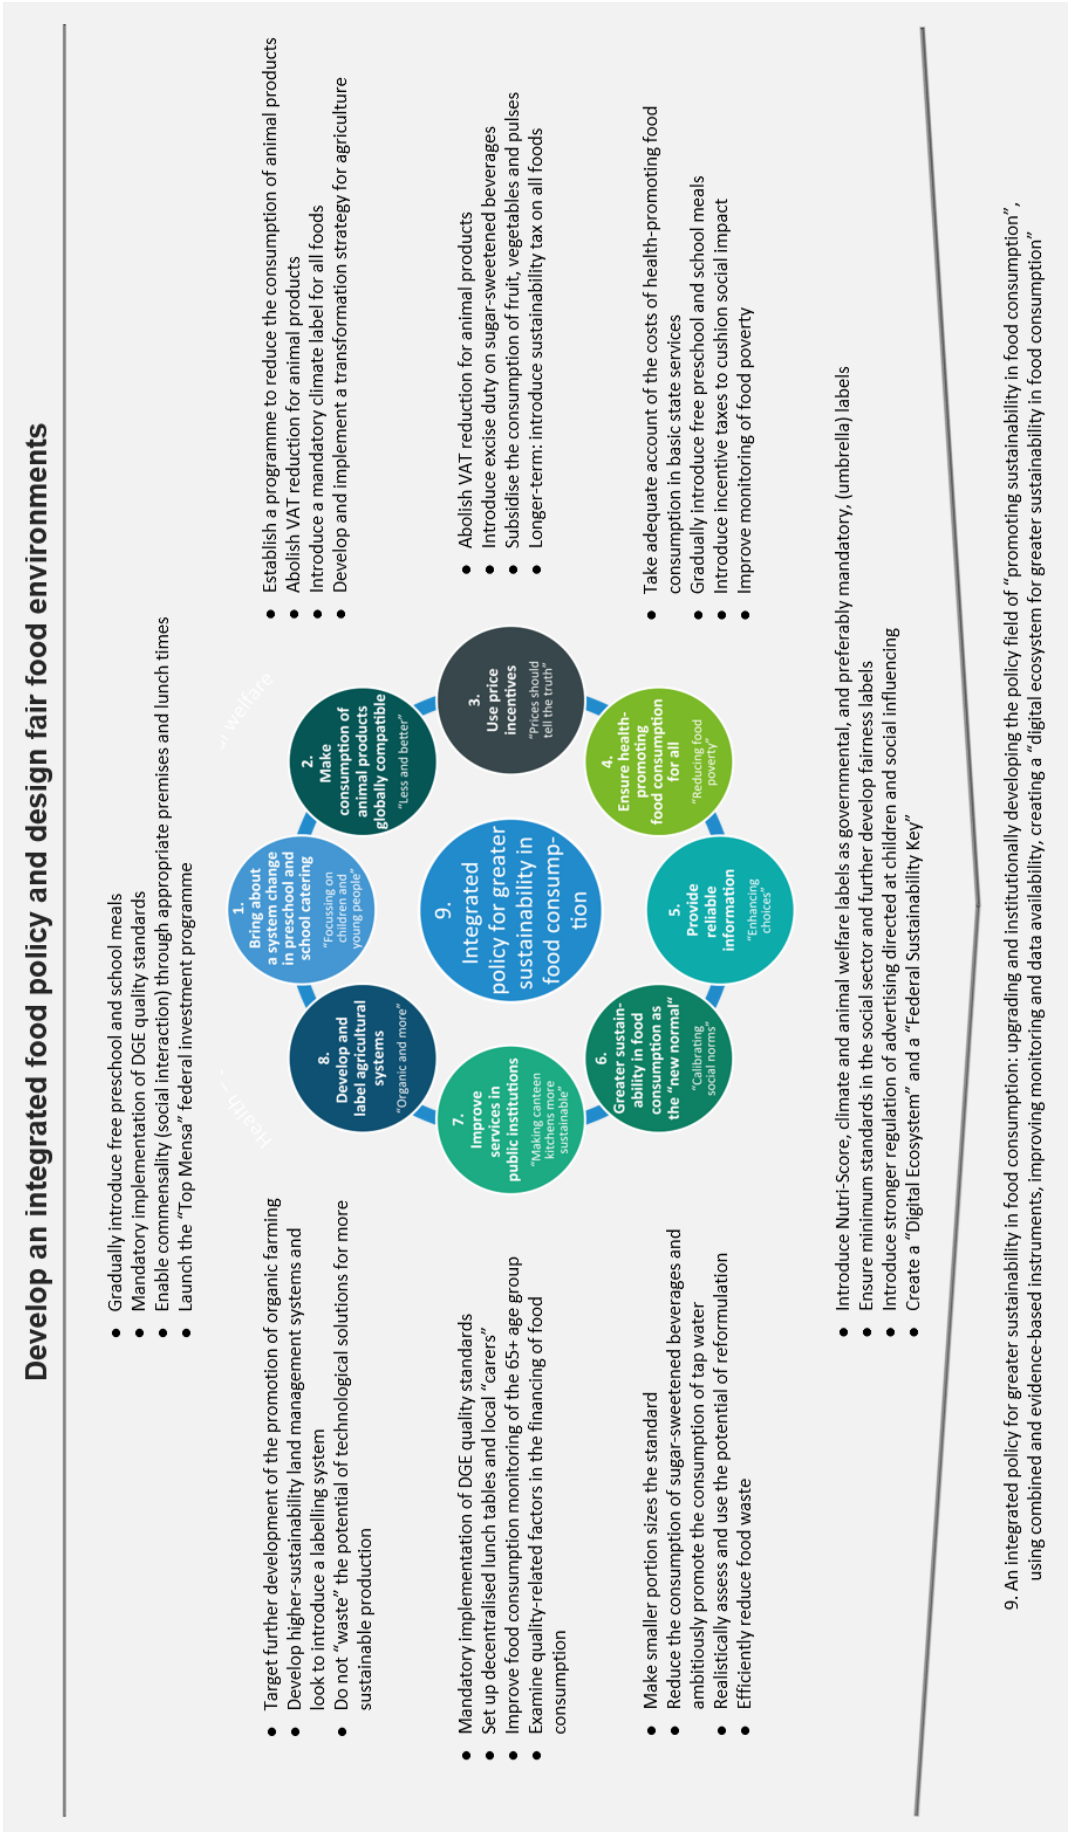 Develop an integrated food policy and design fair food environments
● Gradually introduce free preschool and school meals
● Mandatory implementation of DGE quality standards
● Enable commensality (social interaction) through appropriate premises and lunch times
● Launch the “Top Mensa” federal investment programme
● Target further development of the promotion of organic farming
● Develop higher-sustainability land management systems and
look to introduce a labelling system
● Do not “waste” the potential of technological solutions for more
sustainable production
● Establish a programme to reduce the consumption of animal products
● Abolish VAT reduction for animal products
● Introduce a mandatory climate label for all foods
● Develop and implement a transformation strategy for agriculture
Health
welfare
1.
Bring about
a system change
in preschool and
school catering
“Focussing on
children and
young people”
8.
Develop and
label agricultural
systems
“Organic and more”
2.
Make
consumption of
animal products
globally compatible
“Less and better”
● Mandatory implementation of DGE quality standards
● Set up decentralised lunch tables and local “carers”
● Improve food consumption monitoring of the 65+ age group
● Examine quality-related factors in the financing of food
consumption
7.
Improve
services in
public institutions
“Making canteen
kitchens more
sustainable”
9.
Integrated
policy for greater
sustainability in
food consump-
tion
3.
Use price
incentives
“Prices should
tell the truth”
● Abolish VAT reduction for animal products
● Introduce excise duty on sugar-sweetened beverages
● Subsidise the consumption of fruit, vegetables and pulses
● Longer-term: introduce sustainability tax on all foods
● Make smaller portion sizes the standard
● Reduce the consumption of sugar-sweetened beverages and
ambitiously promote the consumption of tap water
● Realistically assess and use the potential of reformulation
● Efficiently reduce food waste
6.
Greater sustain-
ability in food
consumption as
the “new normal“
“Calibrating
social norms”
4.
Ensure health-
promoting
food consumption
for all
“Reducing food
poverty”
5.
Provide
reliable
information
“Enhancing
choices”
● Take adequate account of the costs of health-promoting food
consumption in basic state services
● Gradually introduce free preschool and school meals
● Introduce incentive taxes to cushion social impact
● Improve monitoring of food poverty
● Introduce Nutri-Score, climate and animal welfare labels as governmental, and preferably mandatory, (umbrella) labels
● Ensure minimum standards in the social sector and further develop fairness labels
● Introduce stronger regulation of advertising directed at children and social influencing
● Create a “Digital Ecosystem” and a “Federal Sustainability Key”
9. An integrated policy for greater sustainability in food consumption: upgrading and institutionally developing the policy field of “promoting sustainability in food consumption”,
using combined and evidence-based instruments, improving monitoring and data availability, creating a “digital ecosystem for greater sustainability in food consumption”